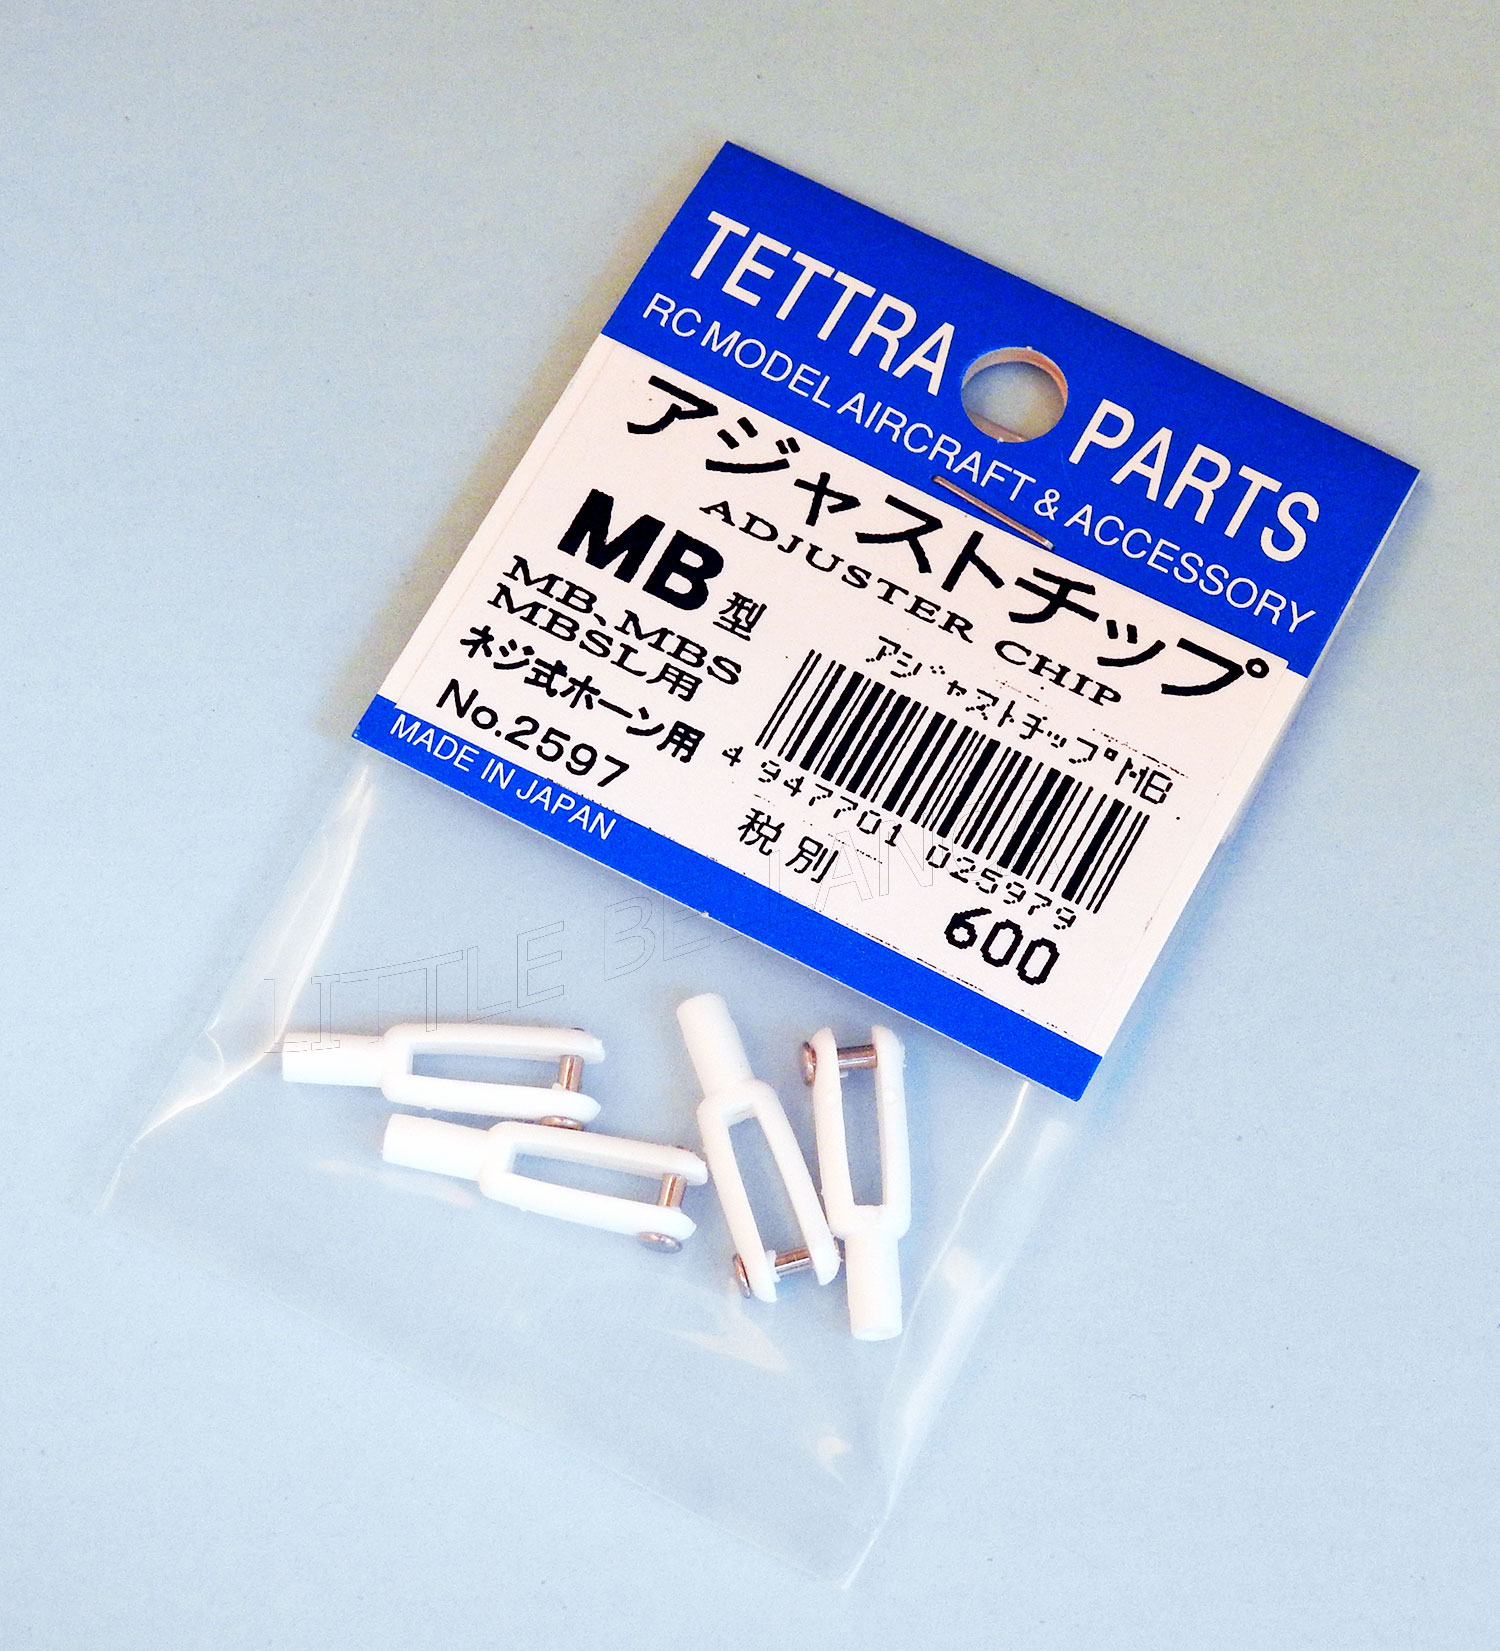 TETTRA PARTS
RC MODEL AIRCRAFT & ACCESSORY
アジャストチップ
ADJUSTER CHIP
MB型
MB、MBS
MBSL用
ネジ式ホーン用
No.2597
アジャストチップMB
4 947701 025979
税別
600
MADE IN JAPAN
LITTLE BELLAN